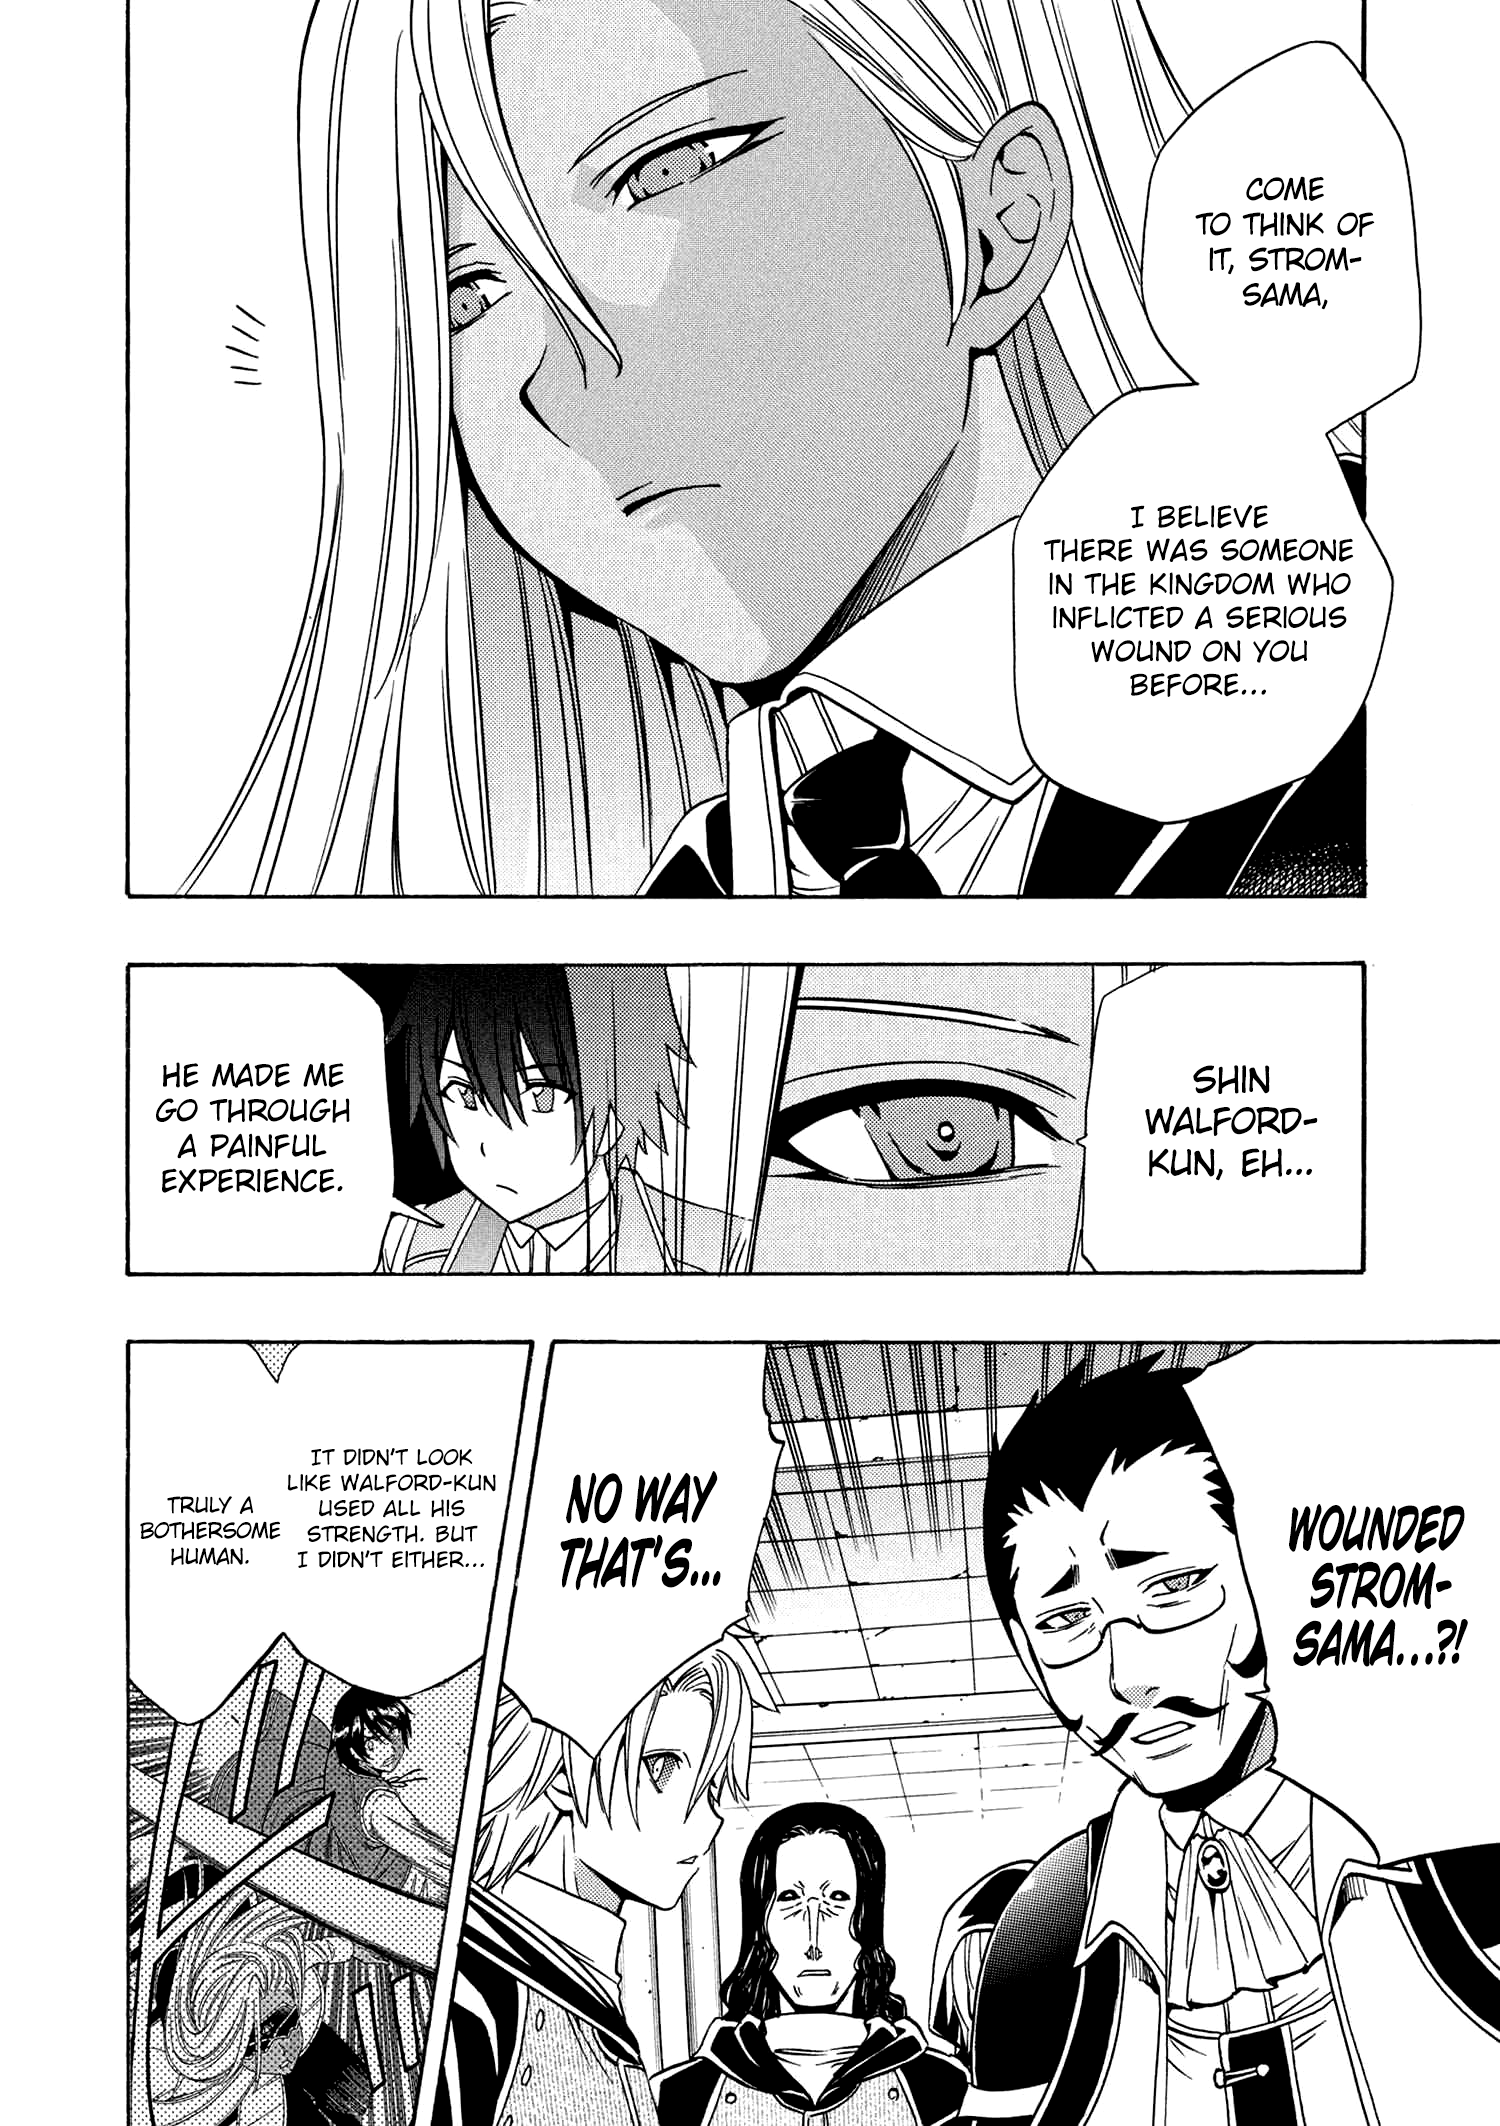 COME
TO THINK OF
IT, STROM-
SAMA,
I BELIEVE
THERE WAS SOMEONE
IN THE KINGDOM WHO
INFLICTED A SERIOUS
WOUND ON YOU
BEFORE...
SHIN
WALFORD-
KUN, EH...
HE MADE ME
GO THROUGH
A PAINFUL
EXPERIENCE.
WOUNDED
STROM-
SAMA...?!
NO WAY
THAT'S...
IT DIDN'T LOOK
LIKE WALFORD-KUN
USED ALL HIS
STRENGTH. BUT
I DIDN'T EITHER...
TRULY A
BOTHERSOME
HUMAN.